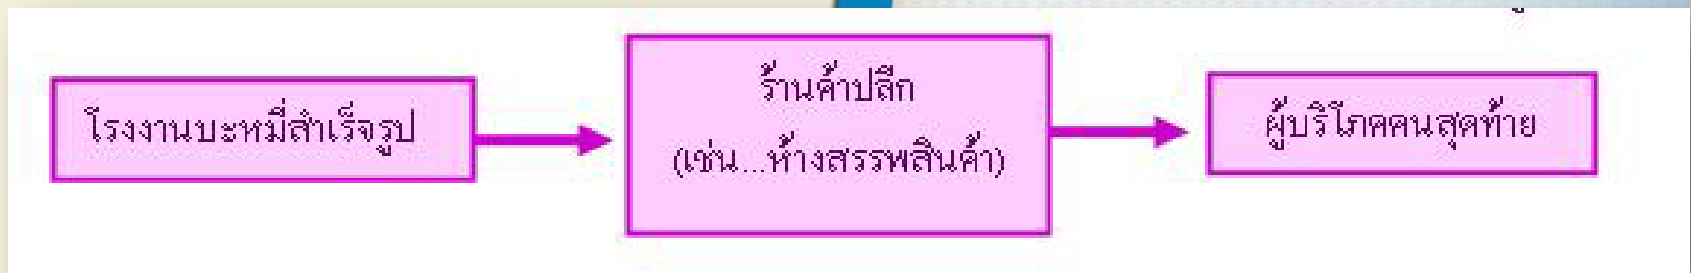 โรงงานบะหมี่สำเร็จรูป
ร้านค้าปลีก
(เช่น...ห้างสรรพสินค้า)
ผู้บริโภคคนสุดท้าย